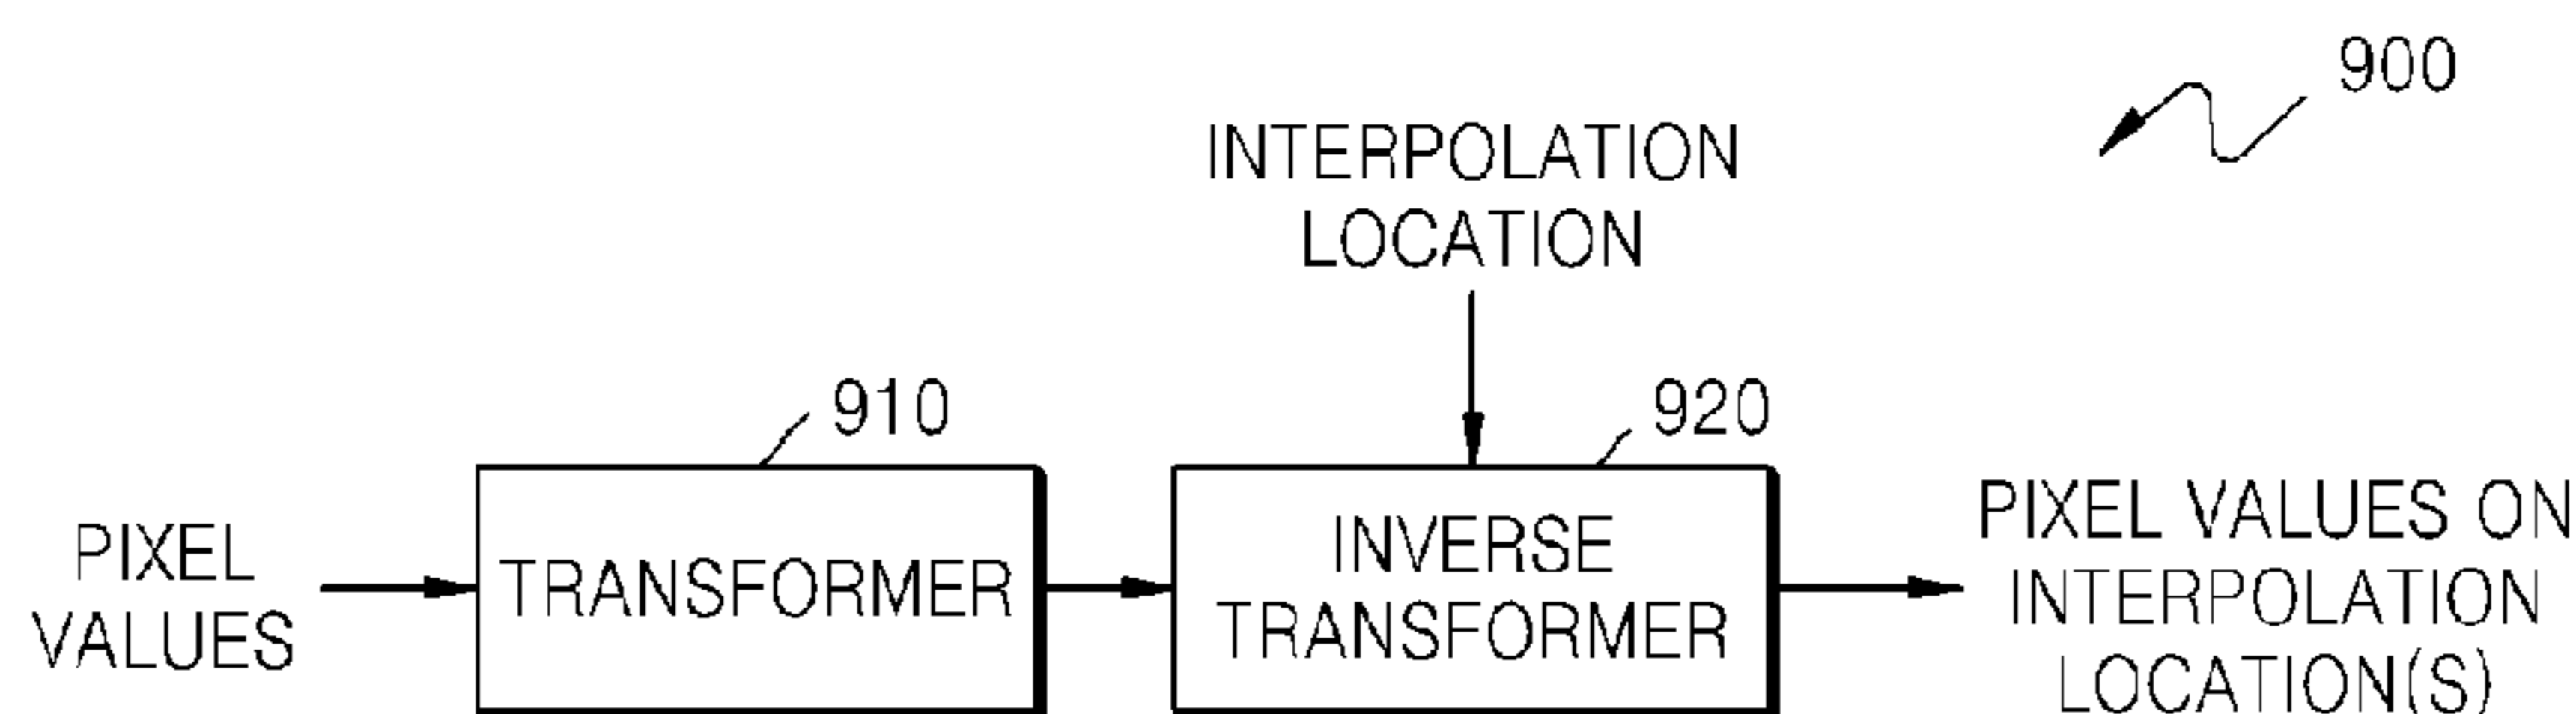 900
INTERPOLATION
LOCATION
910
920
PIXEL
VALUES
TRANSFORMER
INVERSE
TRANSFORMER
PIXEL VALUES ON
INTERPOLATION
LOCATION(S)